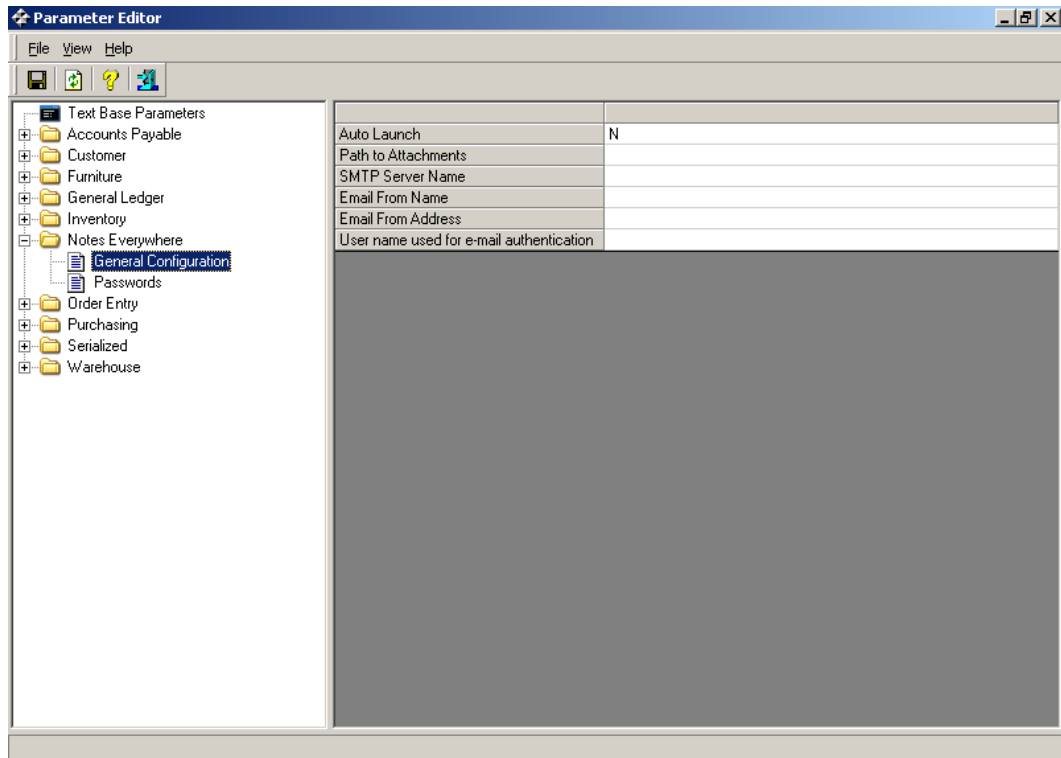 Parameter Editor
File View Help
Text Base Parameters
Accounts Payable
Customer
Furniture
General Ledger
Inventory
Notes Everywhere
General Configuration
Passwords
Order Entry
Purchasing
Serialized
Warehouse
Auto Launch N
Path to Attachments
SMTP Server Name
Email From Name
Email From Address
User name used for e-mail authentication